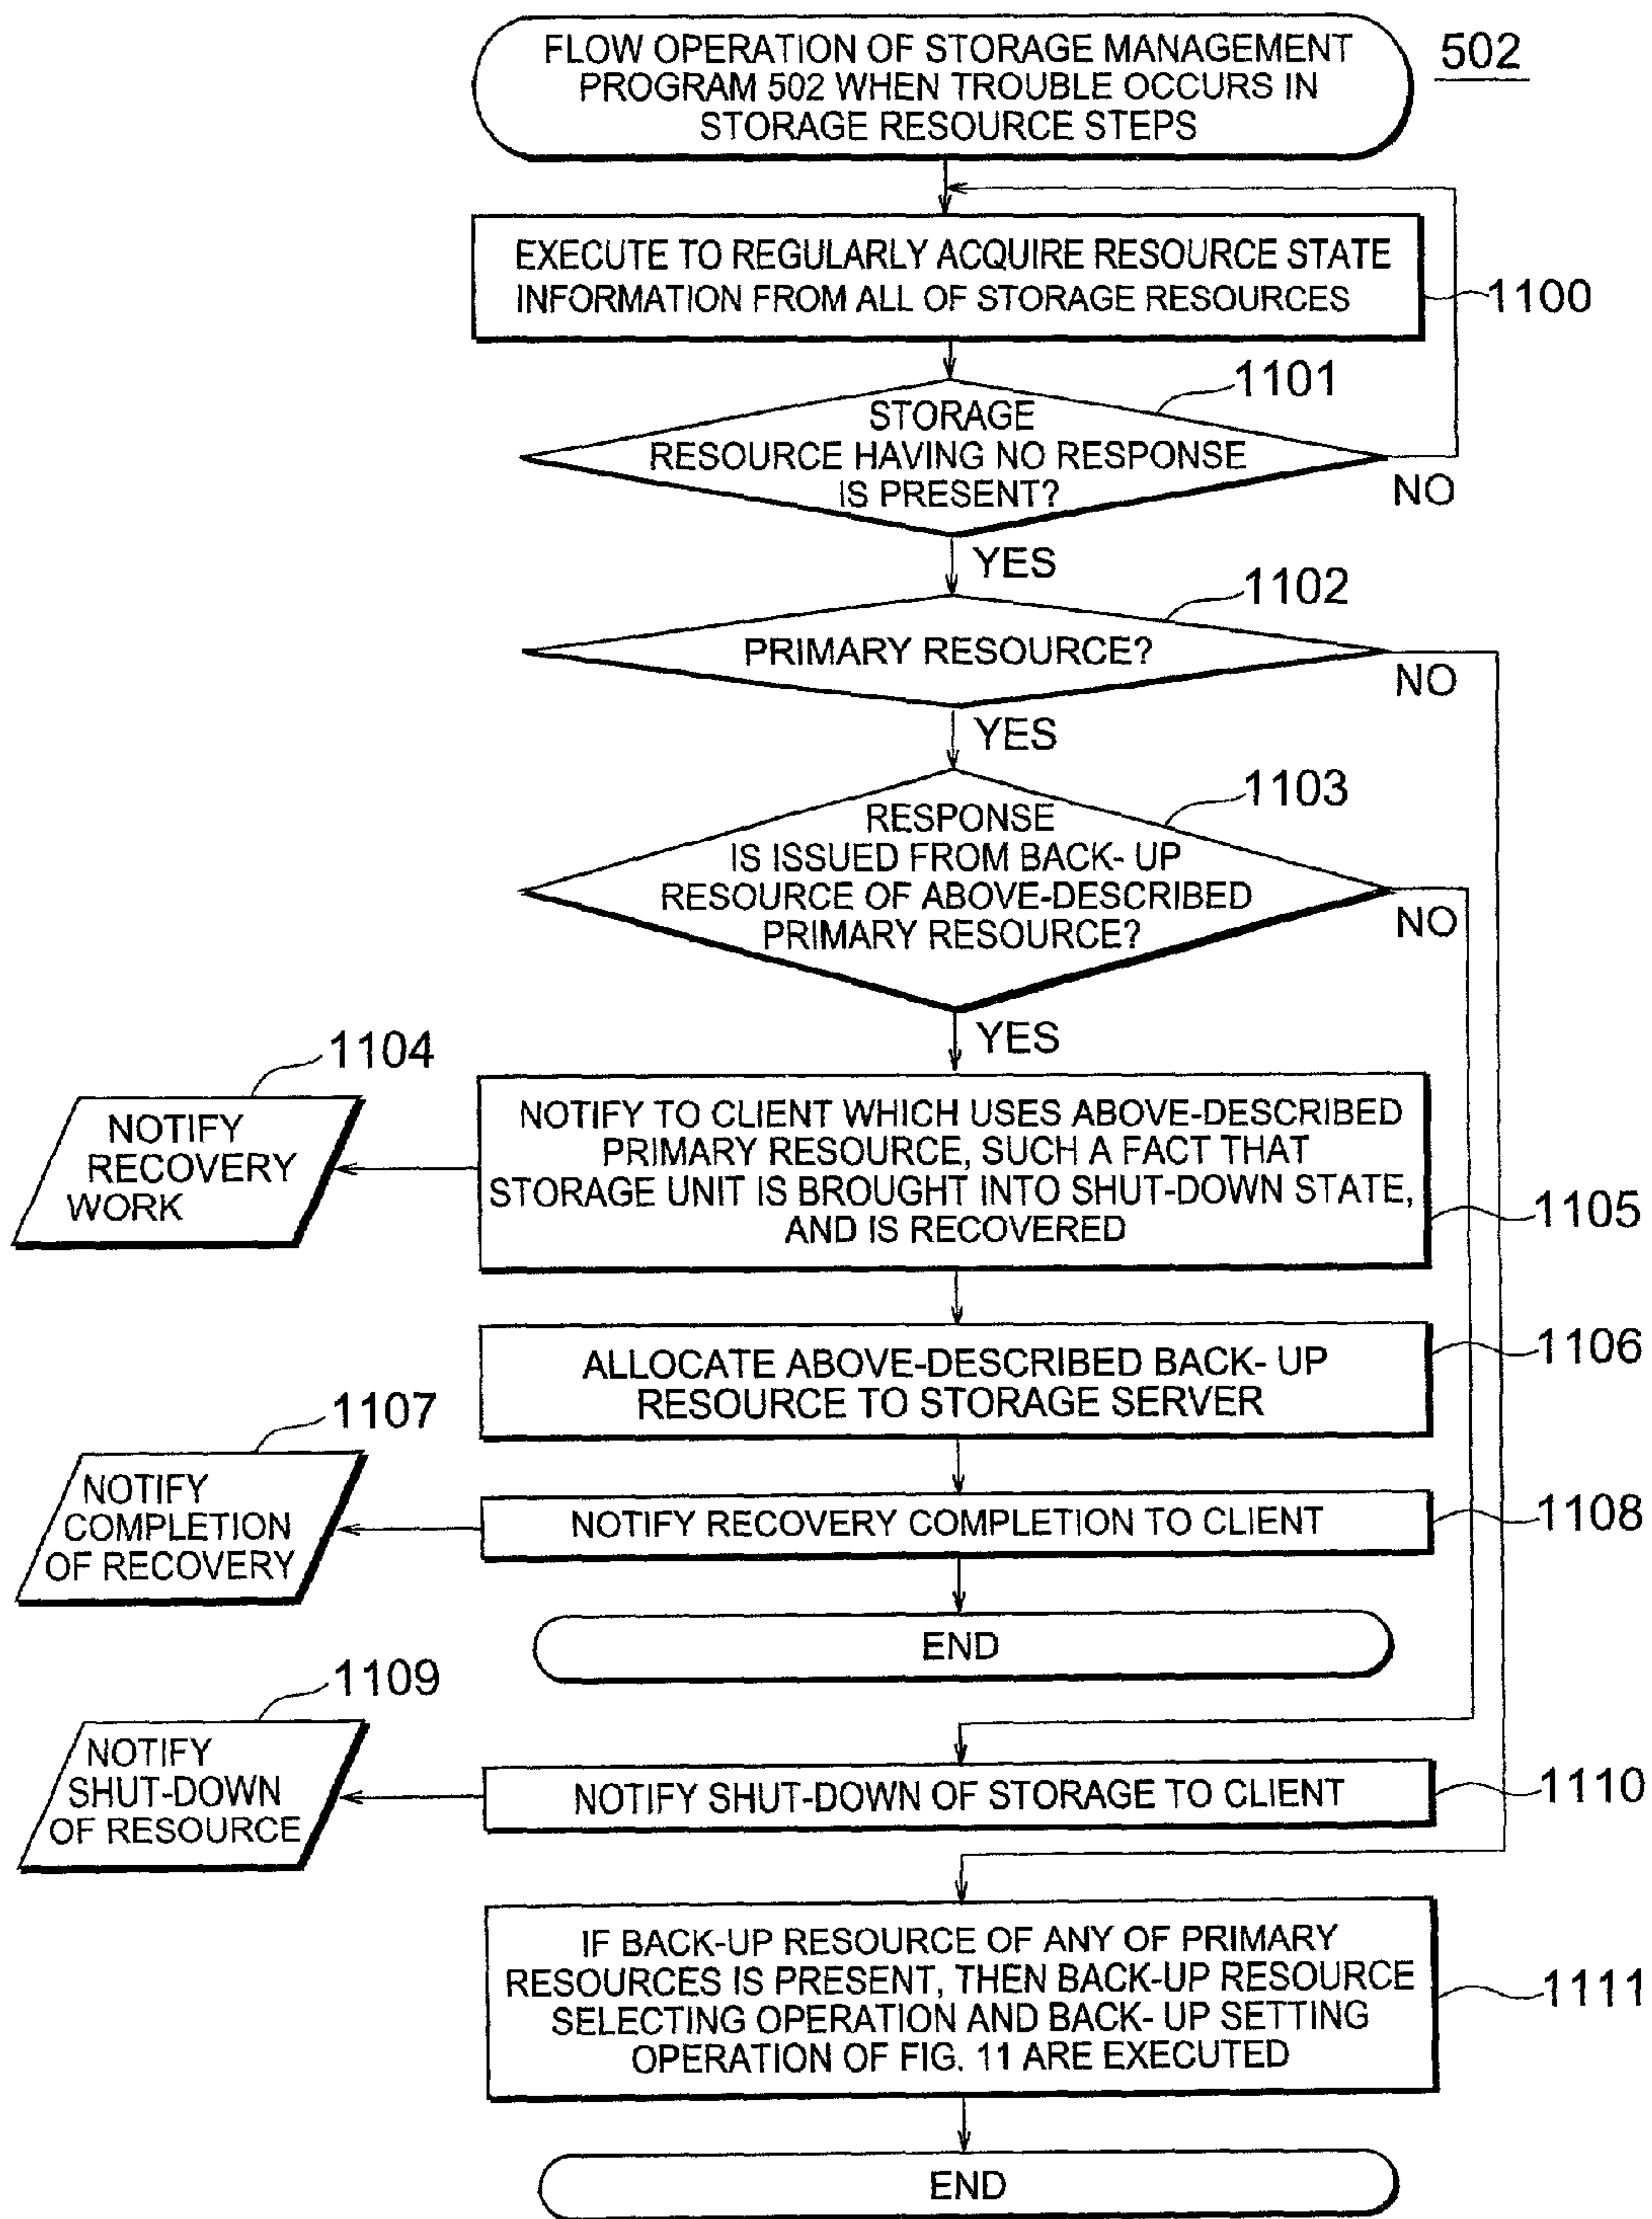 FLOW OPERATION OF STORAGE MANAGEMENT
PROGRAM 502 WHEN TROUBLE OCCURS IN
STORAGE RESOURCE STEPS
502
EXECUTE TO REGULARLY ACQUIRE RESOURCE STATE
INFORMATION FROM ALL OF STORAGE RESOURCES
1100
1101
STORAGE
RESOURCE HAVING NO RESPONSE
IS PRESENT?
NO
YES
1102
PRIMARY RESOURCE?
NO
YES
1103
RESPONSE
IS ISSUED FROM BACK- UP
RESOURCE OF ABOVE-DESCRIBED
PRIMARY RESOURCE?
NO
YES
1104
NOTIFY
RECOVERY
WORK
NOTIFY TO CLIENT WHICH USES ABOVE-DESCRIBED
PRIMARY RESOURCE, SUCH A FACT THAT
STORAGE UNIT IS BROUGHT INTO SHUT-DOWN STATE,
AND IS RECOVERED
1105
ALLOCATE ABOVE-DESCRIBED BACK- UP
RESOURCE TO STORAGE SERVER
1106
1107
NOTIFY
COMPLETION
OF RECOVERY
NOTIFY RECOVERY COMPLETION TO CLIENT
1108
END
1109
NOTIFY
SHUT-DOWN
OF RESOURCE
NOTIFY SHUT-DOWN OF STORAGE TO CLIENT
1110
IF BACK-UP RESOURCE OF ANY OF PRIMARY
RESOURCES IS PRESENT, THEN BACK-UP RESOURCE
SELECTING OPERATION AND BACK- UP SETTING
OPERATION OF FIG. 11 ARE EXECUTED
1111
END